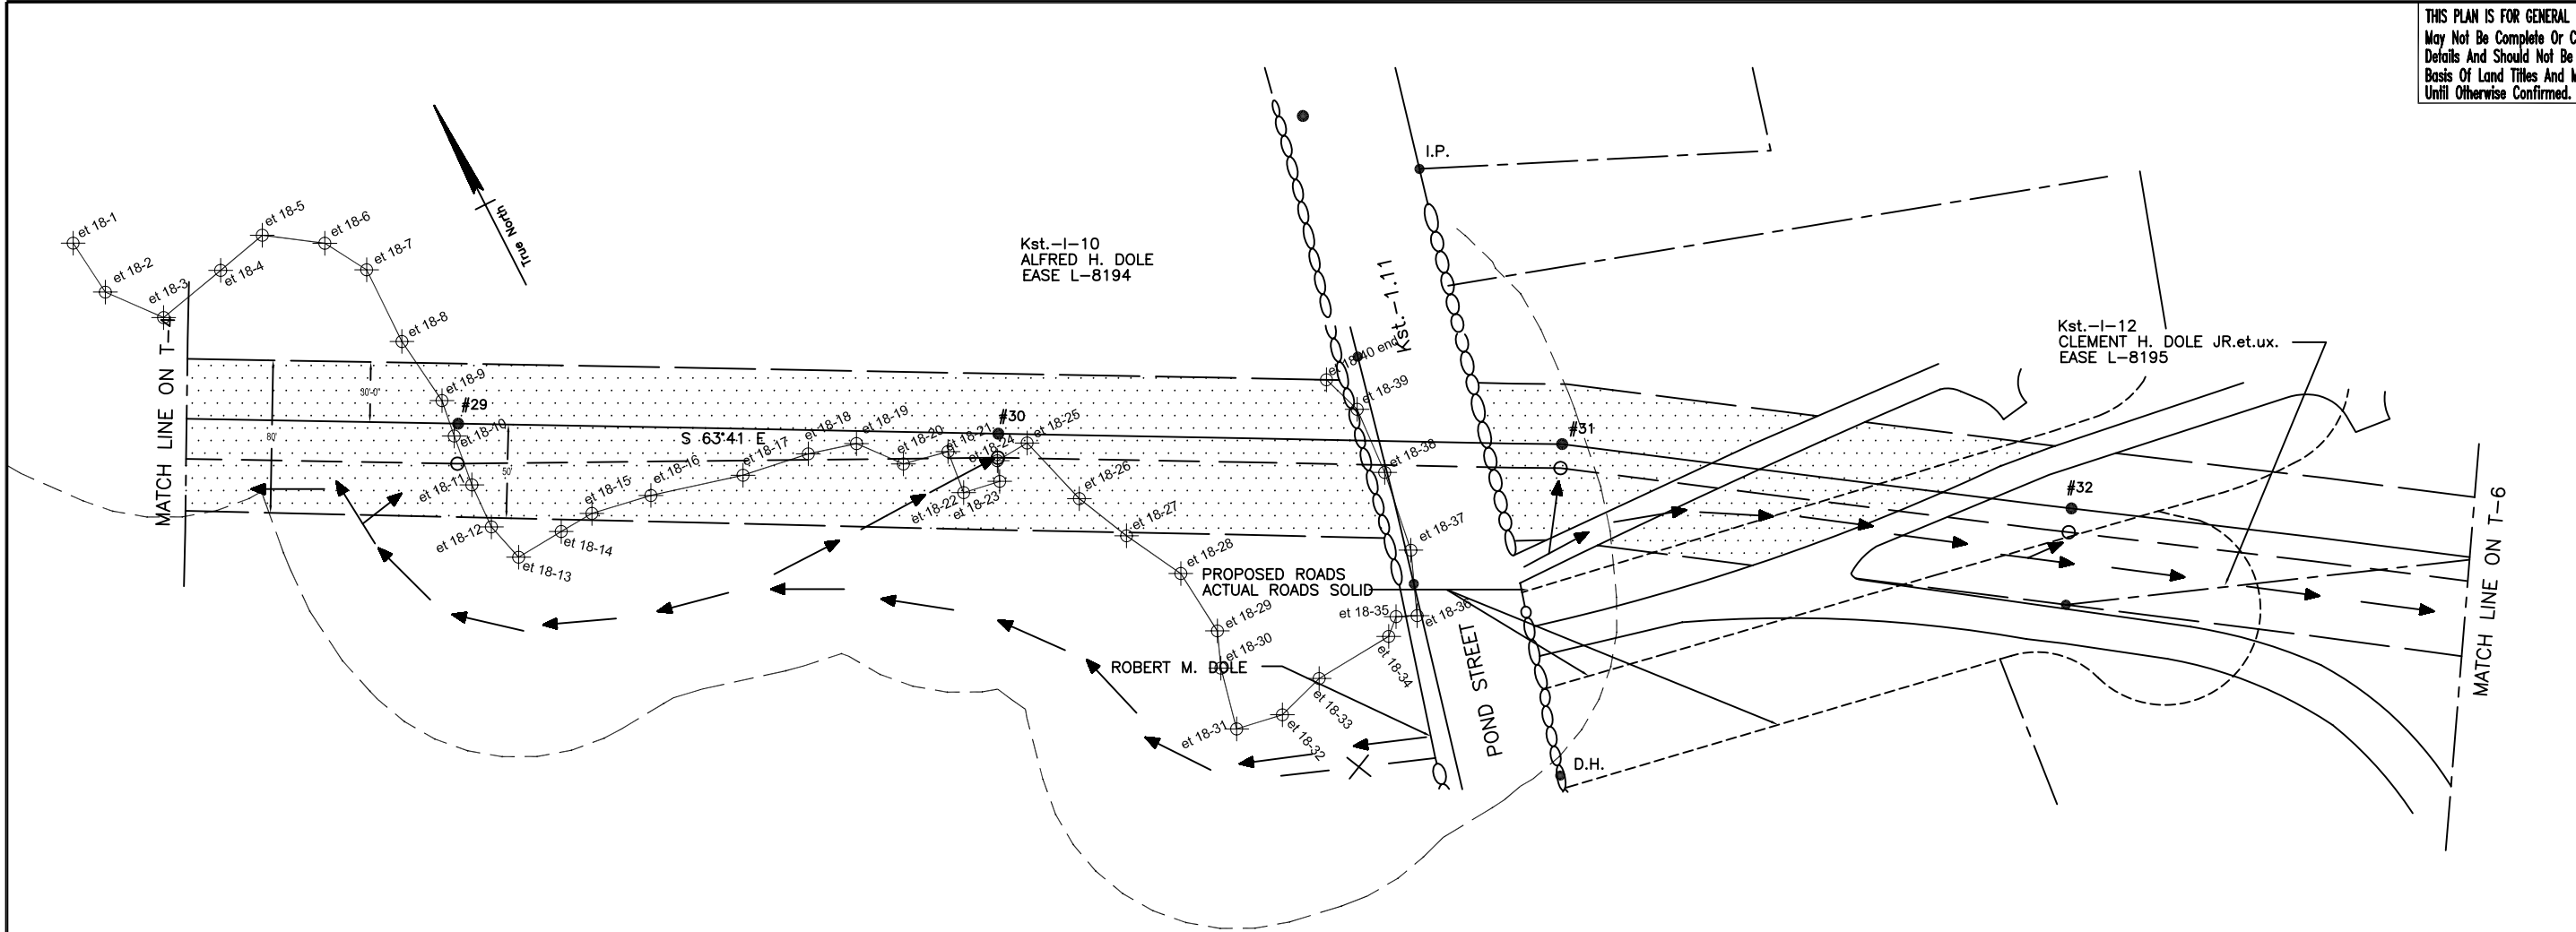 THIS PLAN IS FOR GENERAL
May Not Be Complete Or C
Details And Should Not Be
Basis Of Land Titles And M
Until Otherwise Confirmed.
I.P.
et 18-1
et 18-2
et 18-3
et 18-4
et 18-5
et 18-6
et 18-7
et 18-8
et 18-9
et 18-10
et 18-11
et 18-12
et 18-13
et 18-14
et 18-15
et 18-16
et 18-17
et 18-18
et 18-19
et 18-20
et 18-21
et 18-22
et 18-23
et 18-24
et 18-25
et 18-26
et 18-27
et 18-28
et 18-29
et 18-30
et 18-31
et 18-32
et 18-33
et 18-34
et 18-35
et 18-36
et 18-37
et 18-38
et 18-39
et 18-40 end
True North
Kst.-I-10
ALFRED H. DOLE
EASE L-8194
Kst.-1.11
Kst.-I-12
CLEMENT H. DOLE JR.et.ux.
EASE L-8195
MATCH LINE ON T-4
30'-0"
80'
50'
#29
S 63°41 E
#30
#31
#32
PROPOSED ROADS
ACTUAL ROADS SOLID
ROBERT M. DOLE
POND STREET
D.H.
MATCH LINE ON T-6